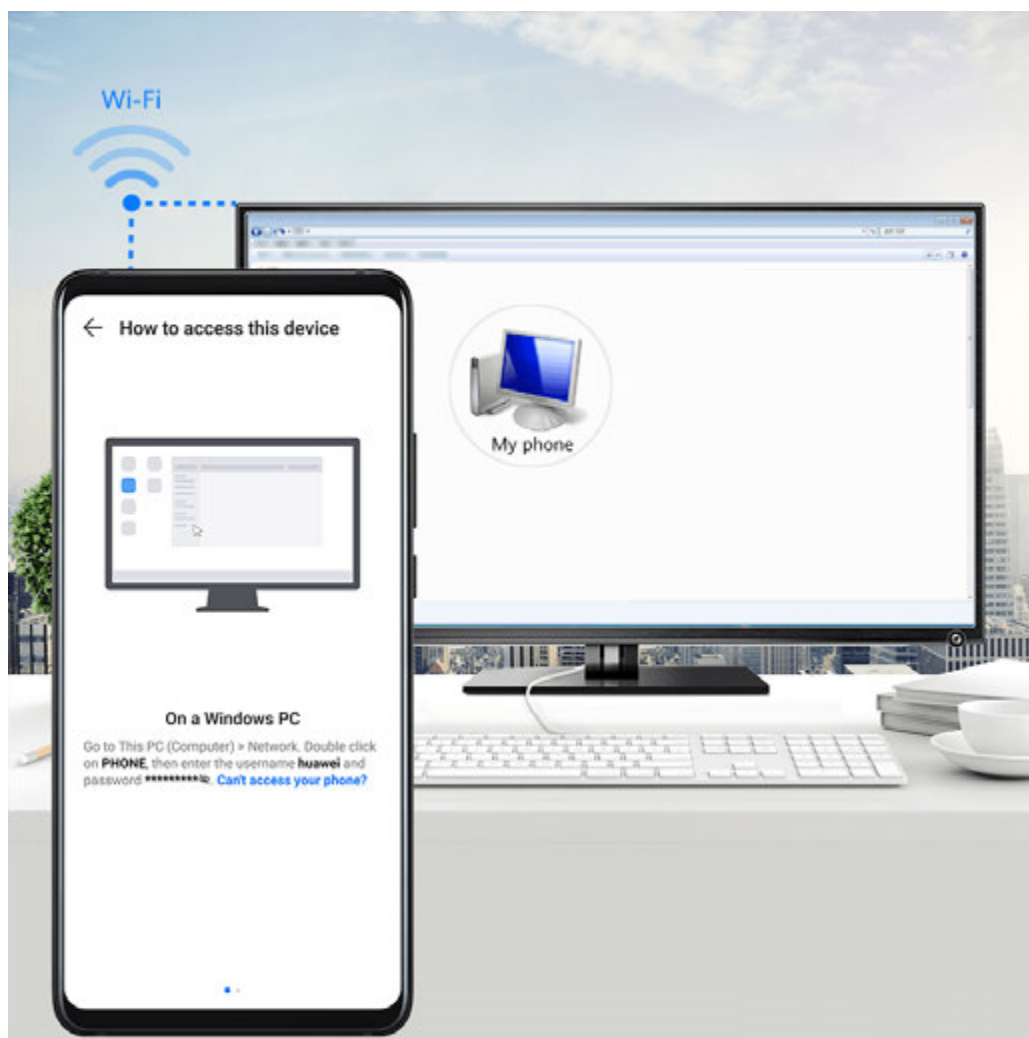 Wi-Fi
How to access this device
My phone
On a Windows PC
Go to This PC (Computer) > Network. Double click
on PHONE, then enter the username huawei and
password *********. Can't access your phone?